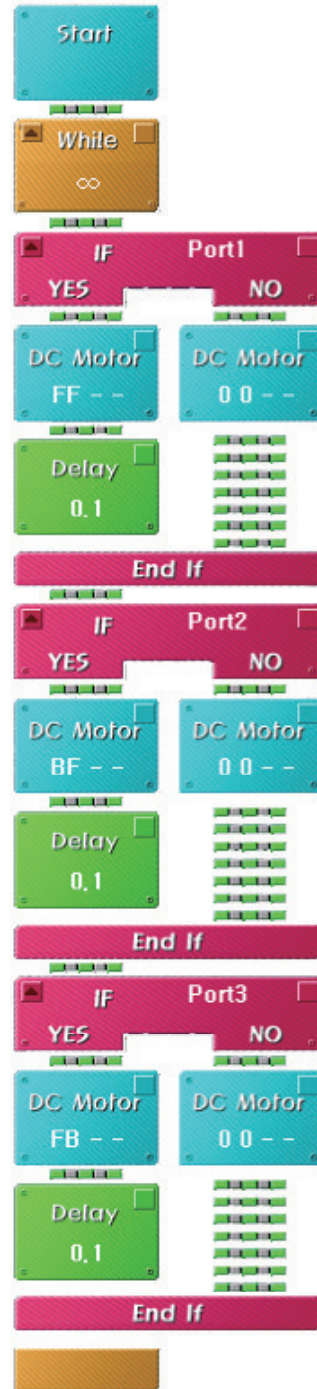 Start
While
∞
IF Port1
YES NO
DC Motor DC Motor
FF - - 0 0 - -
Delay
0.1
End If
IF Port2
YES NO
DC Motor DC Motor
BF - - 0 0 - -
Delay
0.1
End If
IF Port3
YES NO
DC Motor DC Motor
FB - - 0 0 - -
Delay
0.1
End If